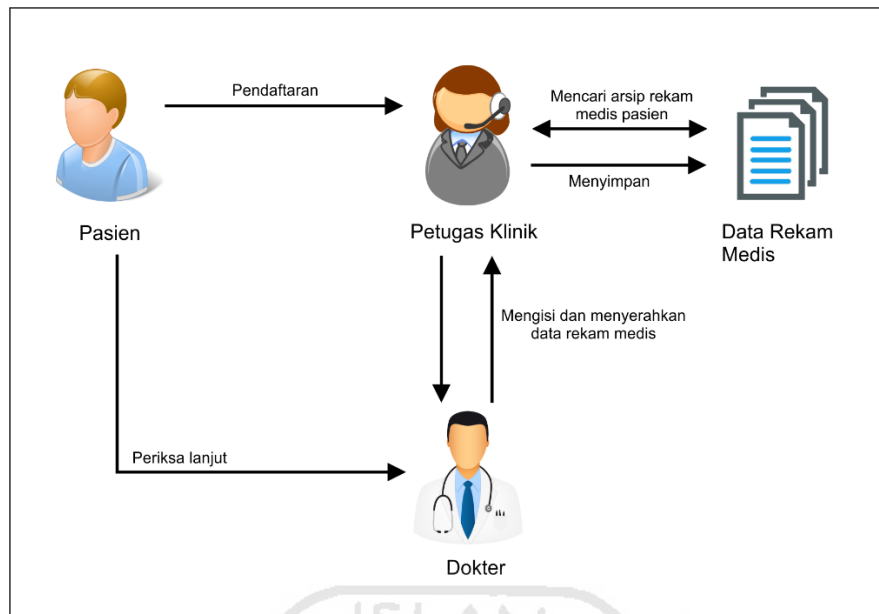 Pendaftaran
Mencari arsip rekam
medis pasien
Menyimpan
Pasien
Petugas Klinik
Data Rekam
Medis
Mengisi dan menyerahkan
data rekam medis
Periksa lanjut
Dokter
ISLAM